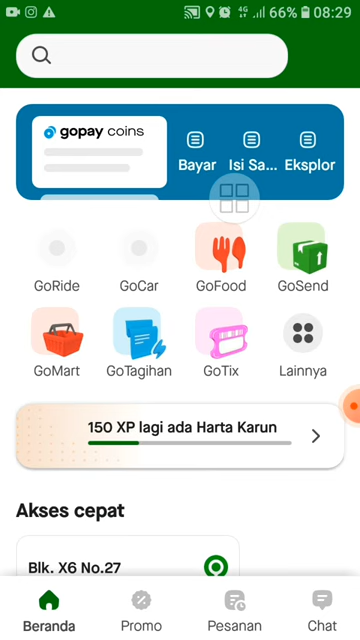 4G 66% 08:29
gopay coins
Bayar Isi Sa... Eksplor
GoRide GoCar GoFood GoSend
GoMart GoTagihan GoTix Lainnya
150 XP lagi ada Harta Karun
Akses cepat
Blk. X6 No.27
Beranda Promo Pesanan Chat